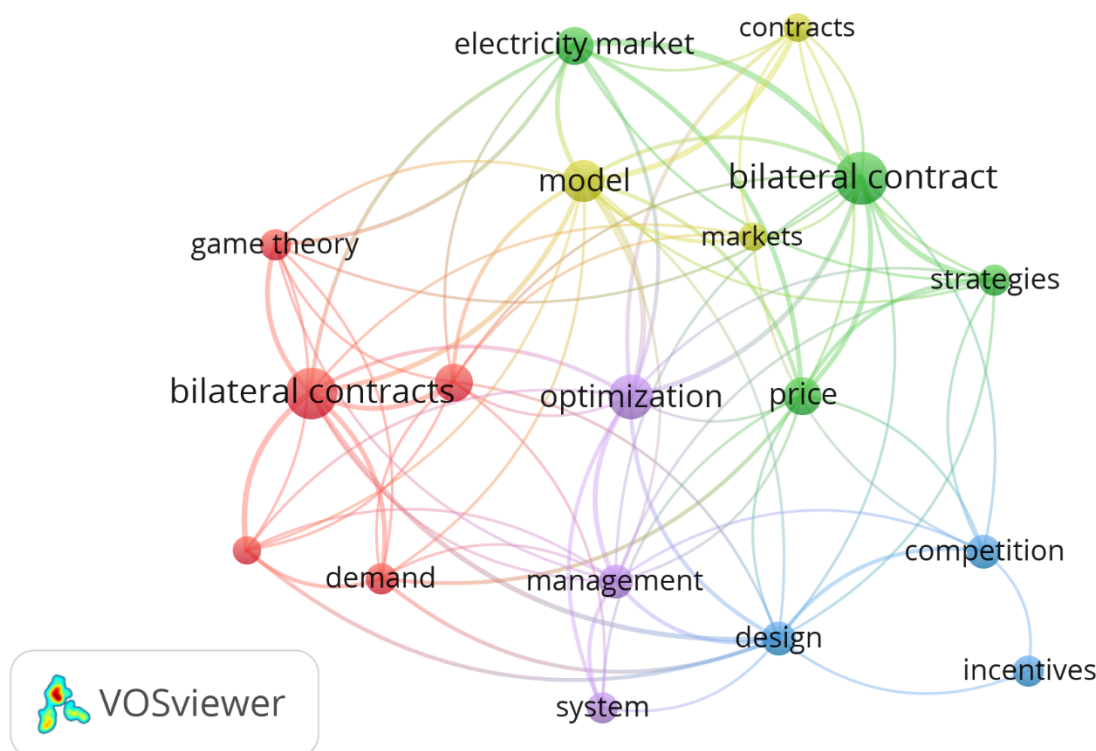 contracts
electricity market
bilateral contract
model
markets
game theory
strategies
bilateral contracts
optimization
price
competition
demand
management
design
incentives
system
VOSviewer